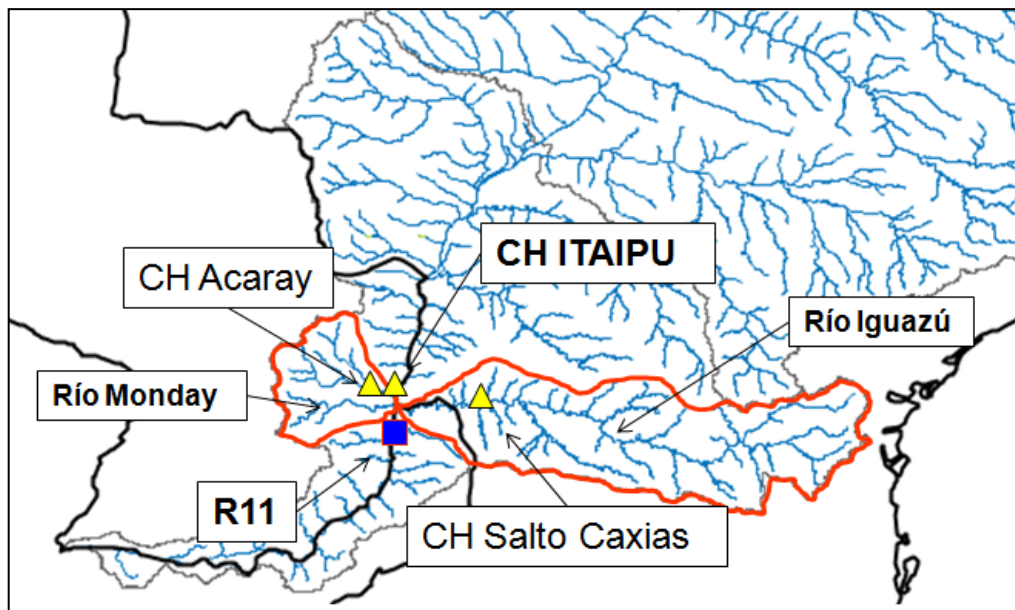 CH ITAIPU
CH Acaray
Río Iguazú
Río Monday
R11
CH Salto Caxias